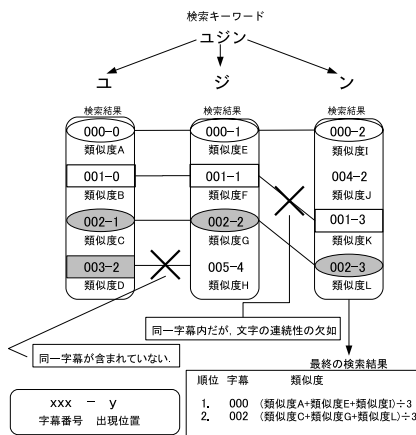 検索キーワード
ユジン
ユ ジ ン
検索結果 検索結果 検索結果
000-0 000-1 000-2
類似度A 類似度E 類似度I
001-0 001-1 004-2
類似度B 類似度F 類似度J
002-1 002-2 001-3
類似度C 類似度G 類似度K
003-2 005-4 002-3
類似度D 類似度H 類似度L
同一字幕内だが,文字の連続性の欠如
同一字幕が含まれていない.
最終の検索結果
順位 字幕 類似度
1. 000 (類似度A+類似度E+類似度I)÷3
2. 002 (類似度C+類似度G+類似度L)÷3
xxx － y
字幕番号 出現位置